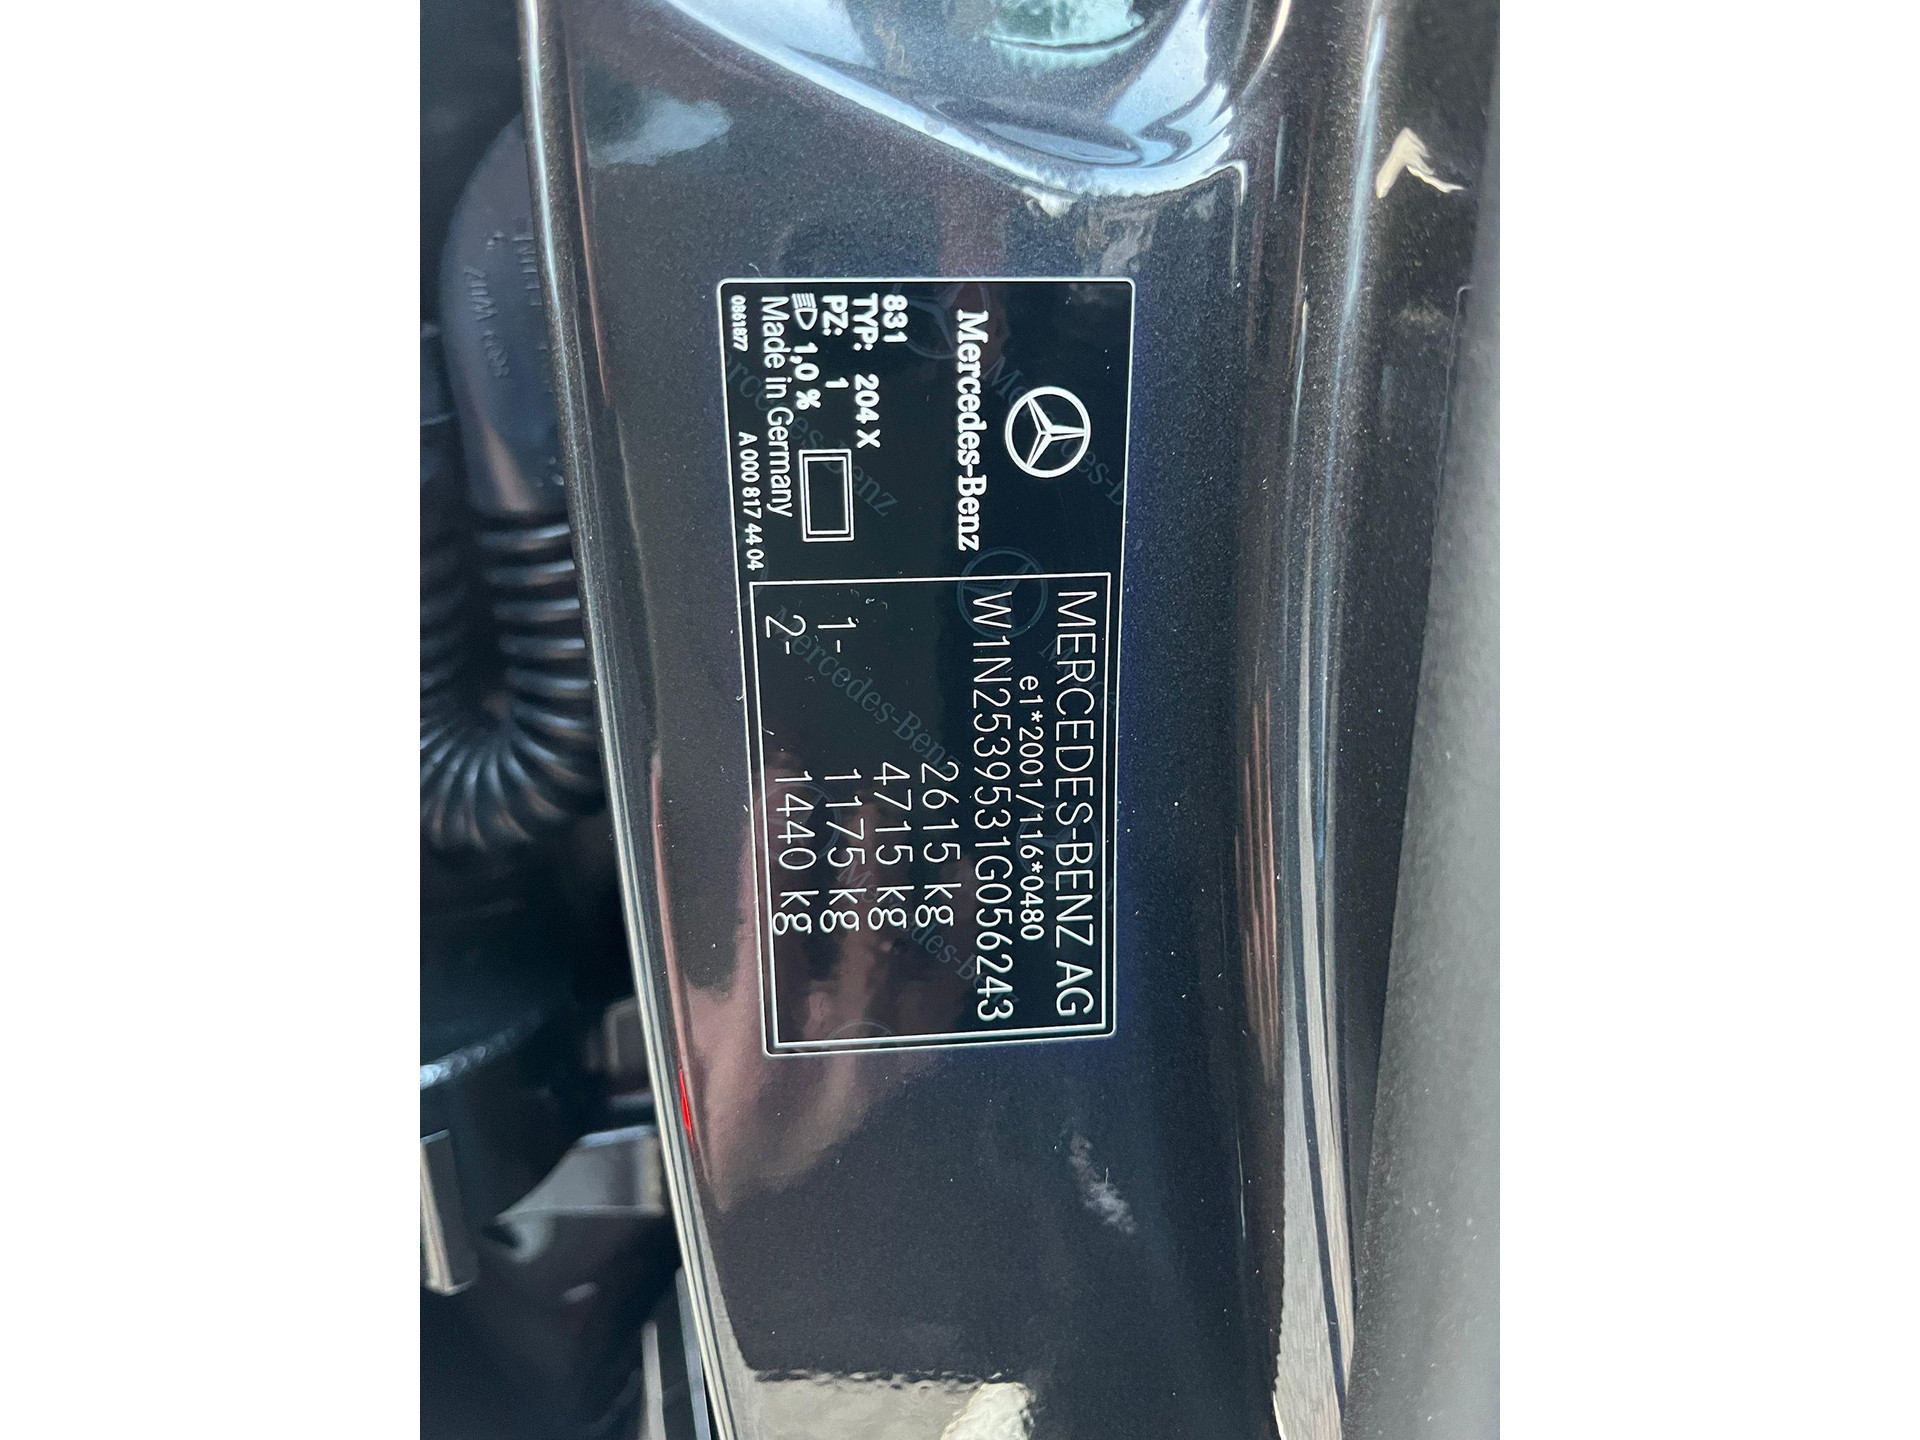 Mercedes-Benz
831
TYP: 204 X
PZ: 1
1,0 %
Made in Germany
0861877 A 000 817 44 04
MERCEDES-BENZ AG
e1*2001/116*0480
W1N2539531G056243
2615 kg
4715 kg
1- 1175 kg
2- 1440 kg